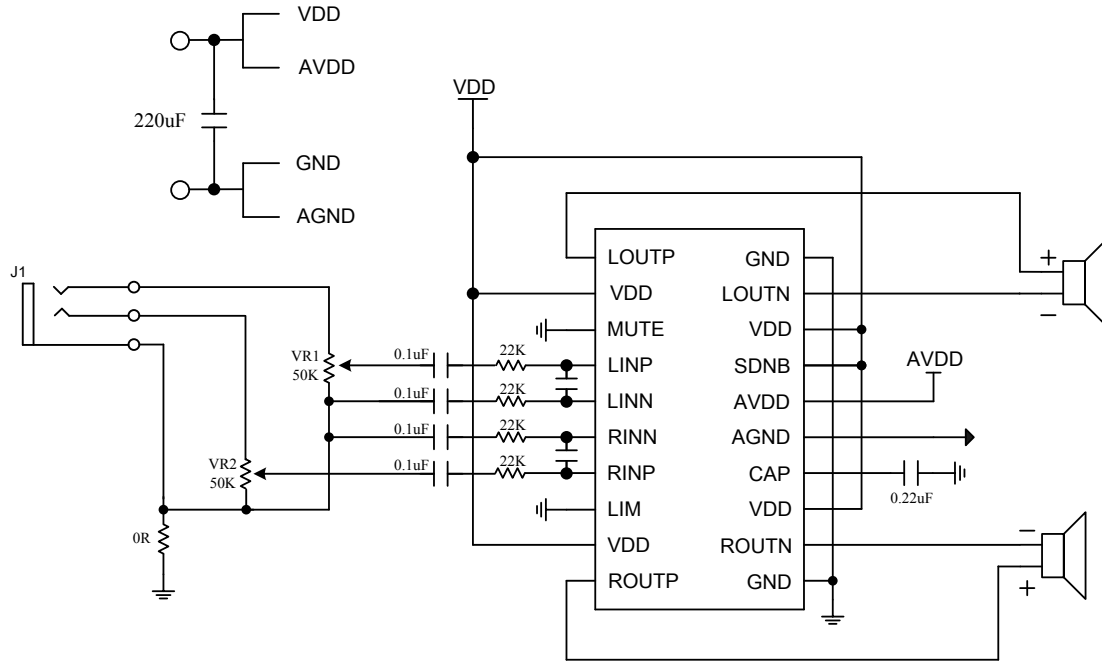 VDD
AVDD
220uF
GND
AGND
VDD
J1
VR1
50K
VR2
50K
0R
0.1uF
22K
0.1uF
22K
0.1uF
22K
0.1uF
22K
LOUTP
VDD
MUTE
LINP
LINN
RINN
RINP
LIM
VDD
ROUTP
GND
LOUTN
VDD
SDNB
AVDD
AGND
CAP
VDD
ROUTN
GND
+
−
AVDD
0.22uF
−
+